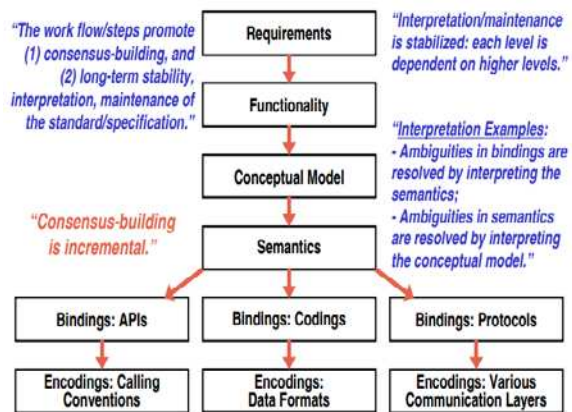 “The work flow/steps promote
(1) consensus-building, and
(2) long-term stability,
interpretation, maintenance of
the standard/specification.”
Requirements
“Interpretation/maintenance
is stabilized: each level is
dependent on higher levels.”
Functionality
“Interpretation Examples:
- Ambiguities in bindings are
resolved by interpreting the
semantics;
- Ambiguities in semantics
are resolved by interpreting
the conceptual model.”
Conceptual Model
“Consensus-building
is incremental.”
Semantics
Bindings: APIs
Bindings: Codings
Bindings: Protocols
Encodings: Calling
Conventions
Encodings:
Data Formats
Encodings: Various
Communication Layers